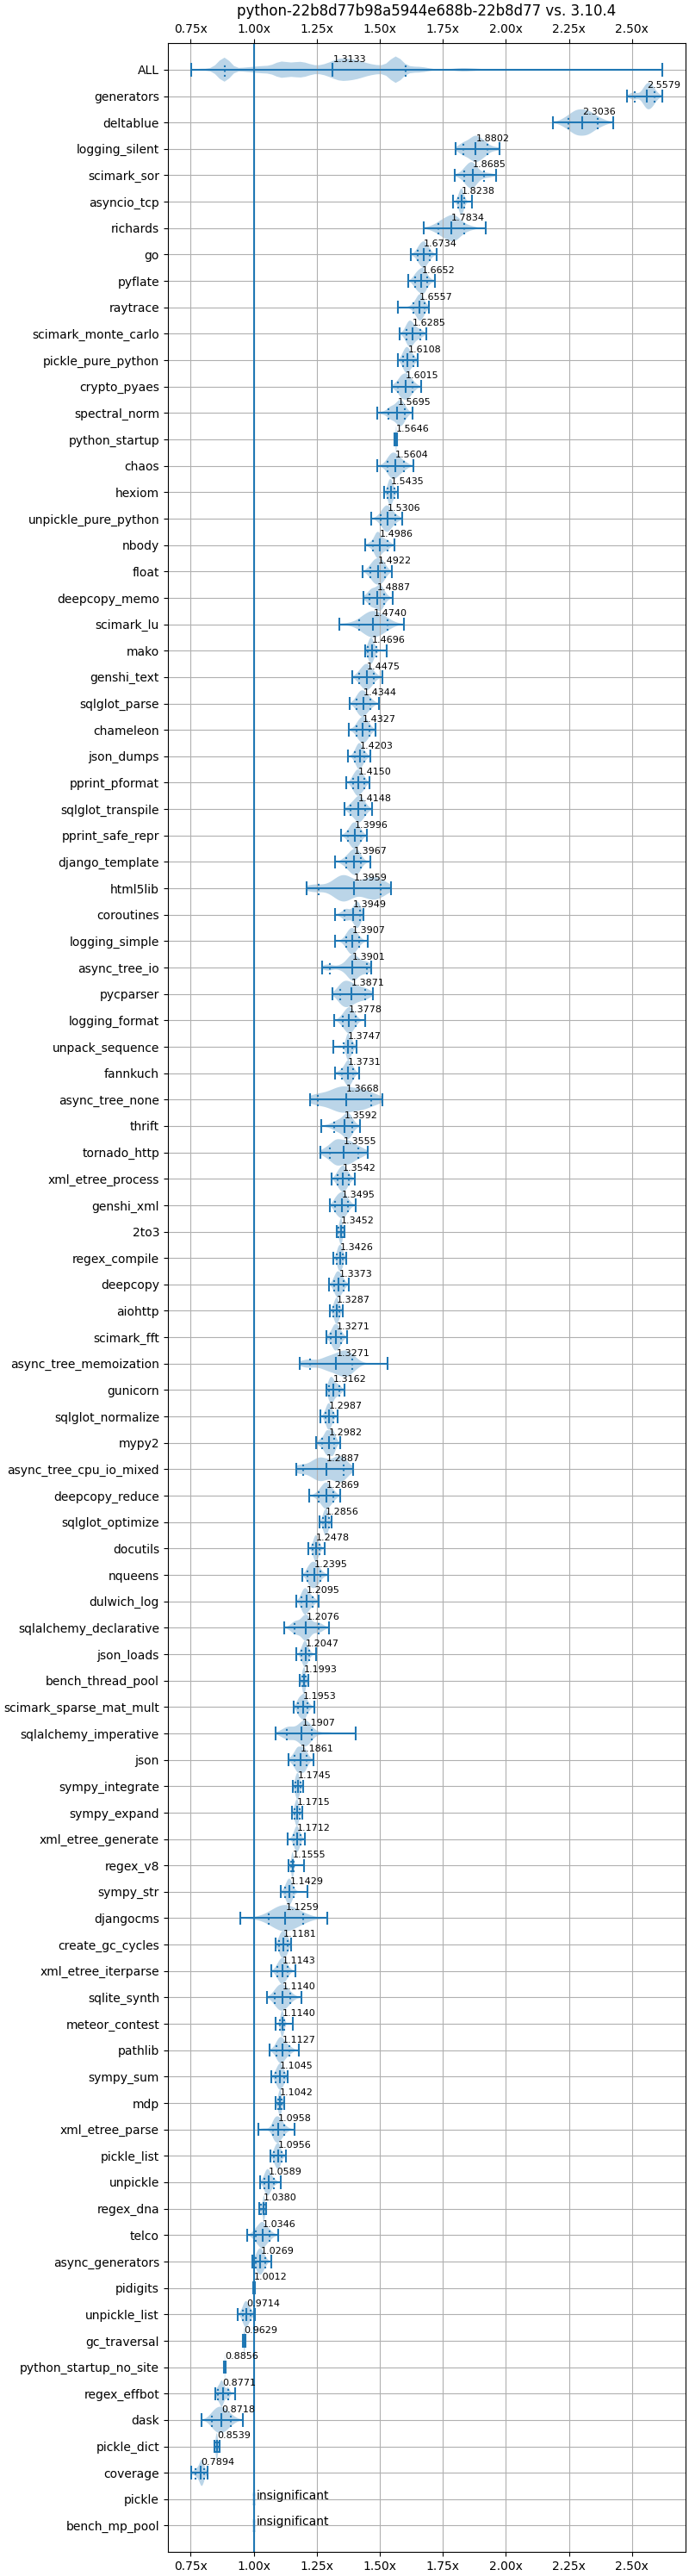 python-22b8d77b98a5944e688b-22b8d77 vs. 3.10.4
0.75x 1.00x 1.25x 1.50x 1.75x 2.00x 2.25x 2.50x
ALL 1.3133
generators 2.5579
deltablue 2.3036
logging_silent 1.8802
scimark_sor 1.8685
asyncio_tcp 1.8238
richards 1.7834
go 1.6734
pyflate 1.6652
raytrace 1.6557
scimark_monte_carlo 1.6285
pickle_pure_python 1.6108
crypto_pyaes 1.6015
spectral_norm 1.5695
python_startup 1.5646
chaos 1.5604
hexiom 1.5435
unpickle_pure_python 1.5306
nbody 1.4986
float 1.4922
deepcopy_memo 1.4887
scimark_lu 1.4740
mako 1.4696
genshi_text 1.4475
sqlglot_parse 1.4344
chameleon 1.4327
json_dumps 1.4203
pprint_pformat 1.4150
sqlglot_transpile 1.4148
pprint_safe_repr 1.3996
django_template 1.3967
html5lib 1.3959
coroutines 1.3949
logging_simple 1.3907
async_tree_io 1.3901
pycparser 1.3871
logging_format 1.3778
unpack_sequence 1.3747
fannkuch 1.3731
async_tree_none 1.3668
thrift 1.3592
tornado_http 1.3555
xml_etree_process 1.3542
genshi_xml 1.3495
2to3 1.3452
regex_compile 1.3426
deepcopy 1.3373
aiohttp 1.3287
scimark_fft 1.3271
async_tree_memoization 1.3271
gunicorn 1.3162
sqlglot_normalize 1.2987
mypy2 1.2982
async_tree_cpu_io_mixed 1.2887
deepcopy_reduce 1.2869
sqlglot_optimize 1.2856
docutils 1.2478
nqueens 1.2395
dulwich_log 1.2095
sqlalchemy_declarative 1.2076
json_loads 1.2047
bench_thread_pool 1.1993
scimark_sparse_mat_mult 1.1953
sqlalchemy_imperative 1.1907
json 1.1861
sympy_integrate 1.1745
sympy_expand 1.1715
xml_etree_generate 1.1712
regex_v8 1.1555
sympy_str 1.1429
djangocms 1.1259
create_gc_cycles 1.1181
xml_etree_iterparse 1.1143
sqlite_synth 1.1140
meteor_contest 1.1140
pathlib 1.1127
sympy_sum 1.1045
mdp 1.1042
xml_etree_parse 1.0958
pickle_list 1.0956
unpickle 1.0589
regex_dna 1.0380
telco 1.0346
async_generators 1.0269
pidigits 1.0012
unpickle_list 0.9714
gc_traversal 0.9629
python_startup_no_site 0.8856
regex_effbot 0.8771
dask 0.8718
pickle_dict 0.8539
coverage 0.7894
pickle insignificant
bench_mp_pool insignificant
0.75x 1.00x 1.25x 1.50x 1.75x 2.00x 2.25x 2.50x